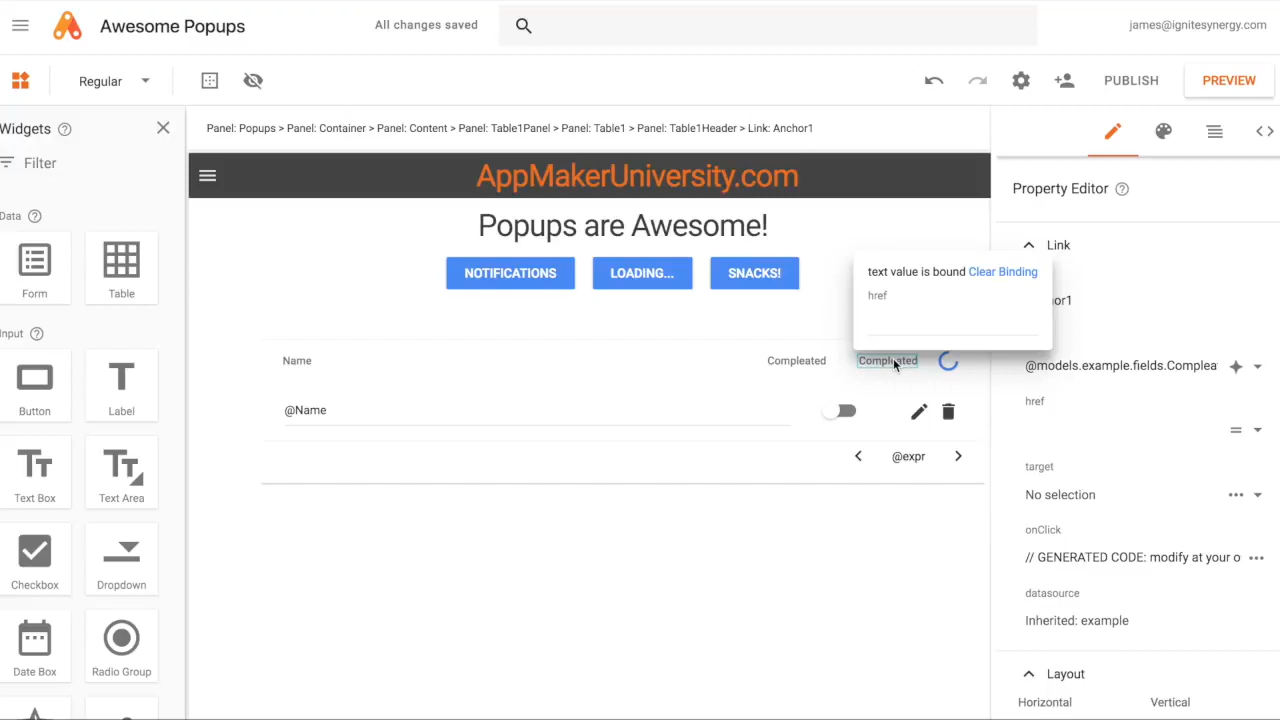 Awesome Popups
All changes saved
james@ignitesynergy.com
Regular
PUBLISH
PREVIEW
Widgets
Filter
Data
Form
Table
Input
Button
Label
Text Box
Text Area
Checkbox
Dropdown
Date Box
Radio Group
Panel: Popups > Panel: Container > Panel: Content > Panel: Table1Panel > Panel: Table1 > Panel: Table1Header > Link: Anchor1
AppMakerUniversity.com
Popups are Awesome!
NOTIFICATIONS
LOADING...
SNACKS!
text value is bound Clear Binding
href
Name
Compleated
Compleated
@Name
@expr
Property Editor
Link
or1
@models.example.fields.Compleat
href
target
No selection
onClick
// GENERATED CODE: modify at your o
datasource
Inherited: example
Layout
Horizontal
Vertical